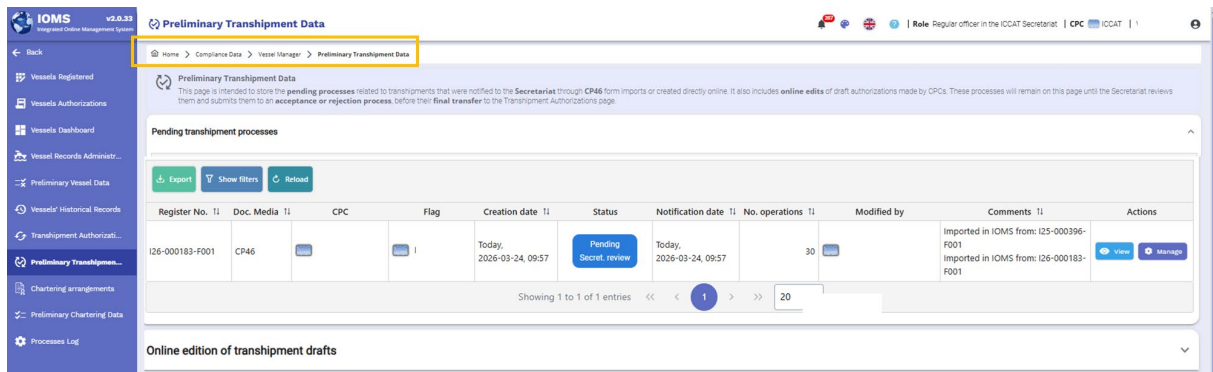 IOMS v2.0.33
Integrated Online Management System
Preliminary Transhipment Data
367
| Role Regular officer in the ICCAT Secretariat | CPC ICCAT |
Back
Home > Compliance Data > Vessel Manager > Preliminary Transhipment Data
Vessels Registered
Vessels Authorizations
Vessels Dashboard
Vessel Records Administr...
Preliminary Vessel Data
Vessels' Historical Records
Transhipment Authorizati...
Preliminary Transhipmen...
Chartering arrangements
Preliminary Chartering Data
Processes Log
Preliminary Transhipment Data
This page is intended to store the pending processes related to transhipments that were notified to the Secretariat through CP46 form imports or created directly online. It also includes online edits of draft authorizations made by CPCs. These processes will remain on this page until the Secretariat reviews
them and submits them to an acceptance or rejection process, before their final transfer to the Transhipment Authorizations page.
Pending transhipment processes
Export Show filters Reload
Register No. Doc. Media CPC Flag Creation date Status Notification date No. operations Modified by Comments Actions
I26-000183-F001 CP46 Today, 2026-03-24, 09:57 Pending Secret. review Today, 2026-03-24, 09:57 30 Imported in IOMS from: I25-000396-F001 Imported in IOMS from: I26-000183-F001 View Manage
Showing 1 to 1 of 1 entries << < 1 > >> 20
Online edition of transhipment drafts